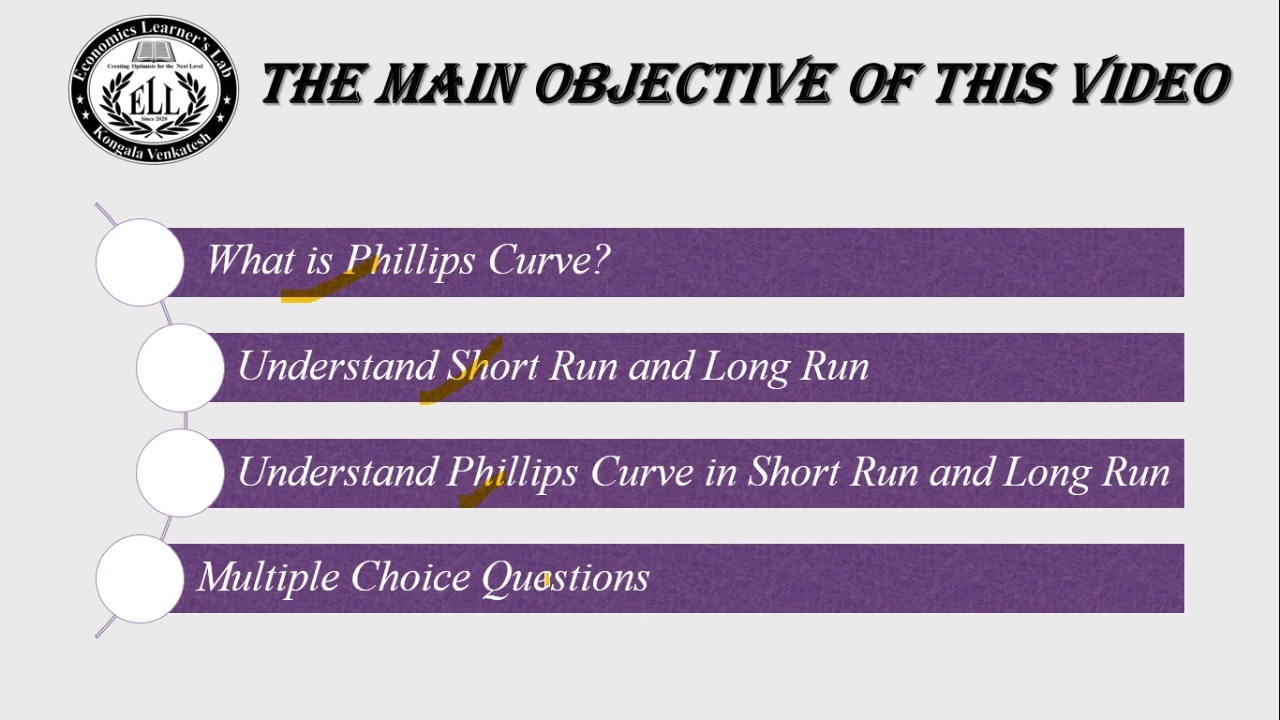 Economics Learner's Lab
Creating Optimists for the Next Level
ELL
Since 2020
Kongala Venkatesh
THE MAIN OBJECTIVE OF THIS VIDEO
What is Phillips Curve?
Understand Short Run and Long Run
Understand Phillips Curve in Short Run and Long Run
Multiple Choice Questions